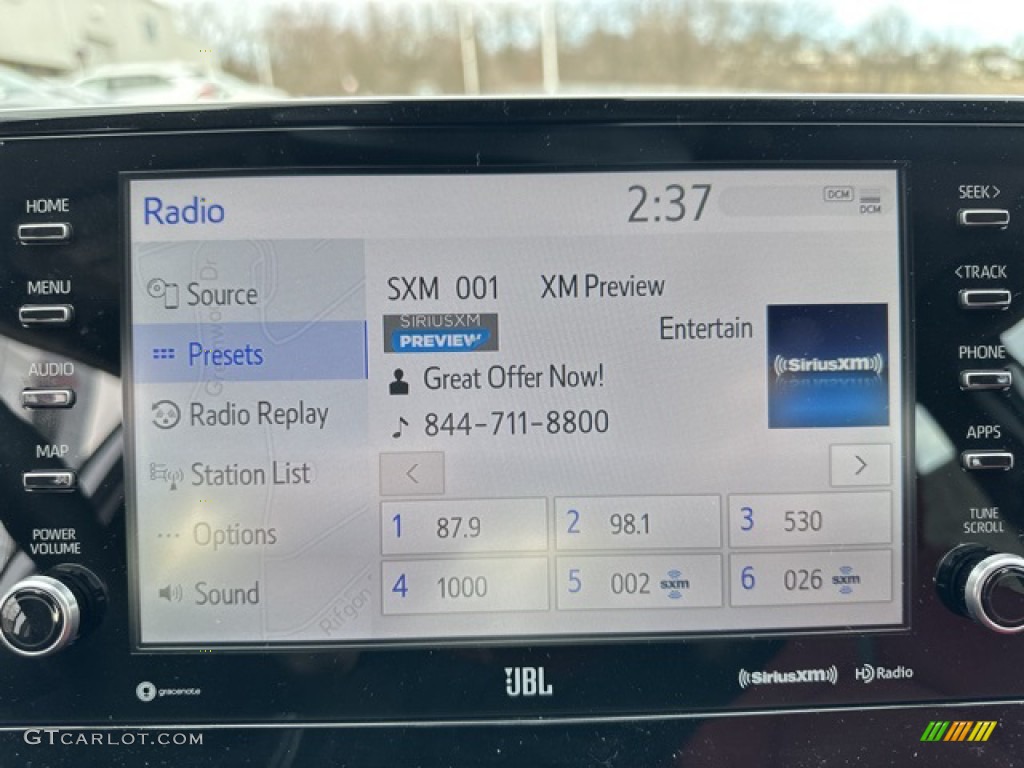 HOME
MENU
AUDIO
MAP
POWER
VOLUME
Radio
2:37
DCM
DCM
Source
Presets
Radio Replay
Station List
Options
Sound
SXM 001 XM Preview
SIRIUSXM
PREVIEW
Entertain
((SiriusXM))
Great Offer Now!
844-711-8800
<
>
1 87.9
2 98.1
3 530
4 1000
5 002 sxm
6 026 sxm
SEEK >
< TRACK
PHONE
APPS
TUNE
SCROLL
gracenote
JBL
((SiriusXM))
HD Radio
GTCARLOT.COM